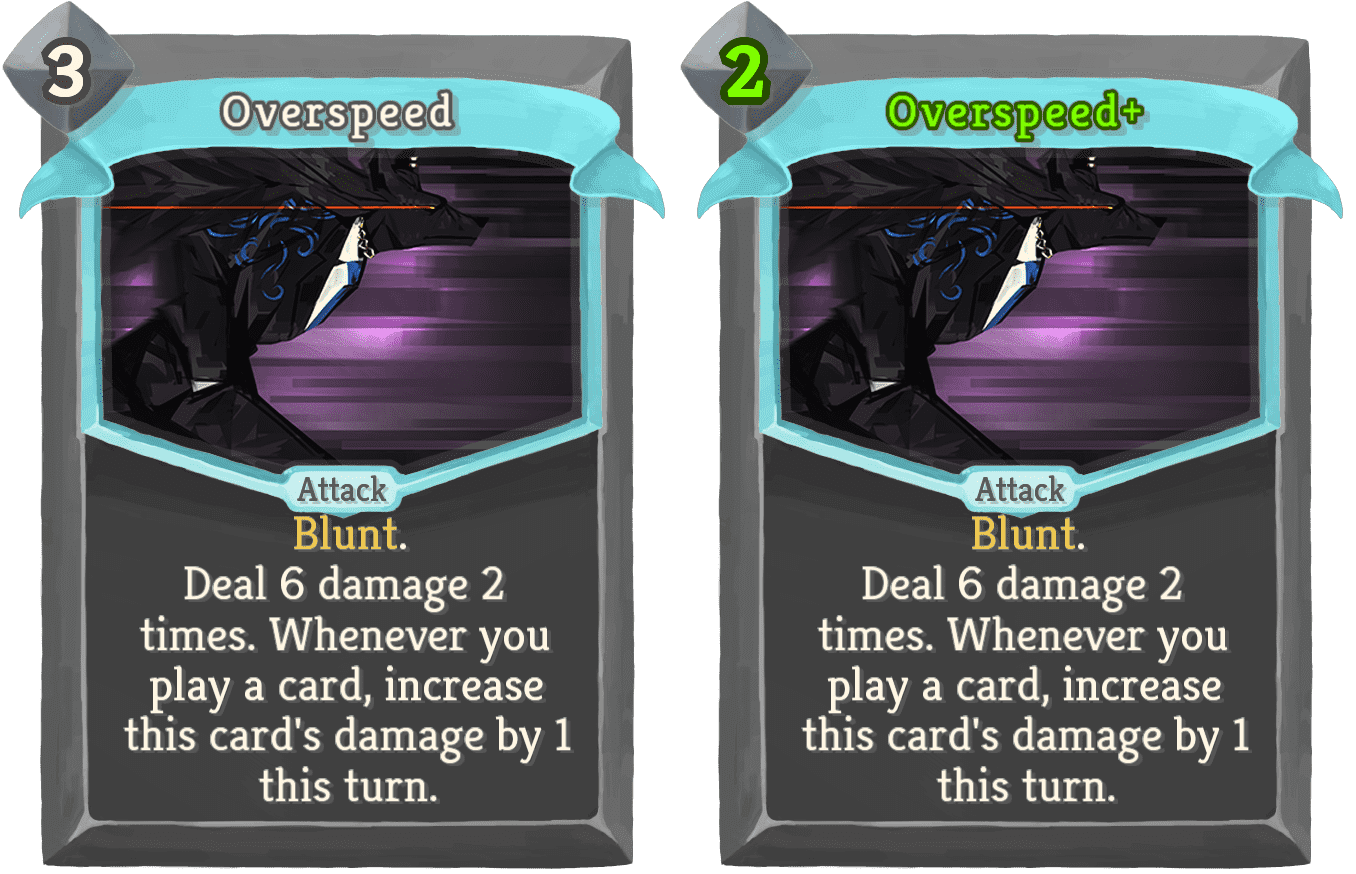 3
Overspeed
Attack
Blunt.
Deal 6 damage 2
times. Whenever you
play a card, increase
this card's damage by 1
this turn.
2
Overspeed+
Attack
Blunt.
Deal 6 damage 2
times. Whenever you
play a card, increase
this card's damage by 1
this turn.